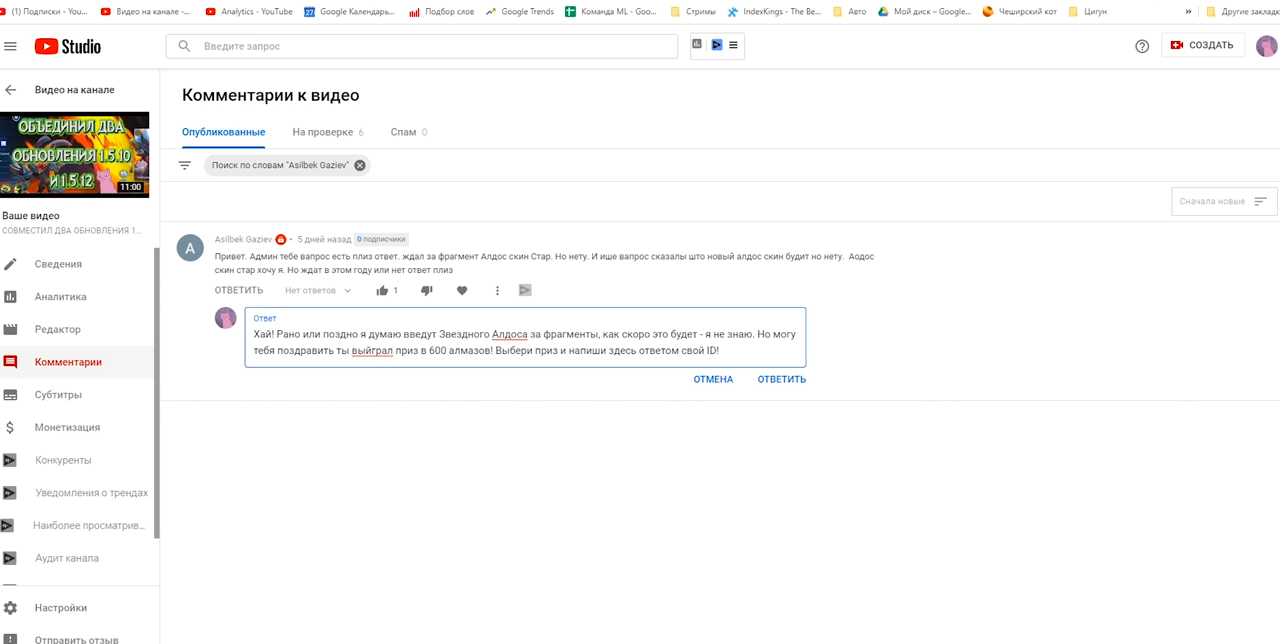 (1) Подписки - You...
Видео на канале -...
Analytics - YouTube
27 Google Календарь...
Подбор слов
Google Trends
Команда ML - Goo...
Стримы
IndexKings - The Be...
Авто
Мой диск – Google...
Чеширский кот
Цигун
»
Другие заклад
Studio
Введите запрос
СОЗДАТЬ
Видео на канале
ОБЪЕДИНИЛ ДВА
ОБНОВЛЕНИЯ 1.5.10
И 1.5.12
11:00
Ваше видео
СОВМЕСТИЛ ДВА ОБНОВЛЕНИЯ 1...
Сведения
Аналитика
Редактор
Комментарии
Субтитры
Монетизация
Конкуренты
Уведомления о трендах
Наиболее просматрив...
Аудит канала
Настройки
Отправить отзыв
Комментарии к видео
Опубликованные На проверке 6 Спам 0
Поиск по словам "Asilbek Gaziev"
Сначала новые
A
Asilbek Gaziev • 5 дней назад 0 подписчики
Привет. Админ тебе вапрос есть плиз ответ. ждал за фрагмент Алдос скин Стар. Но нету. И ише вапрос сказалы што новый алдос скин будит но нету. Аодос
скин стар хочу я. Но ждат в этом году или нет ответ плиз
ОТВЕТИТЬ Нет ответов 1
Ответ
Хай! Рано или поздно я думаю введут Звездного Алдоса за фрагменты, как скоро это будет - я не знаю. Но могу
тебя поздравить ты выйграл приз в 600 алмазов! Выбери приз и напиши здесь ответом свой ID!
ОТМЕНА ОТВЕТИТЬ